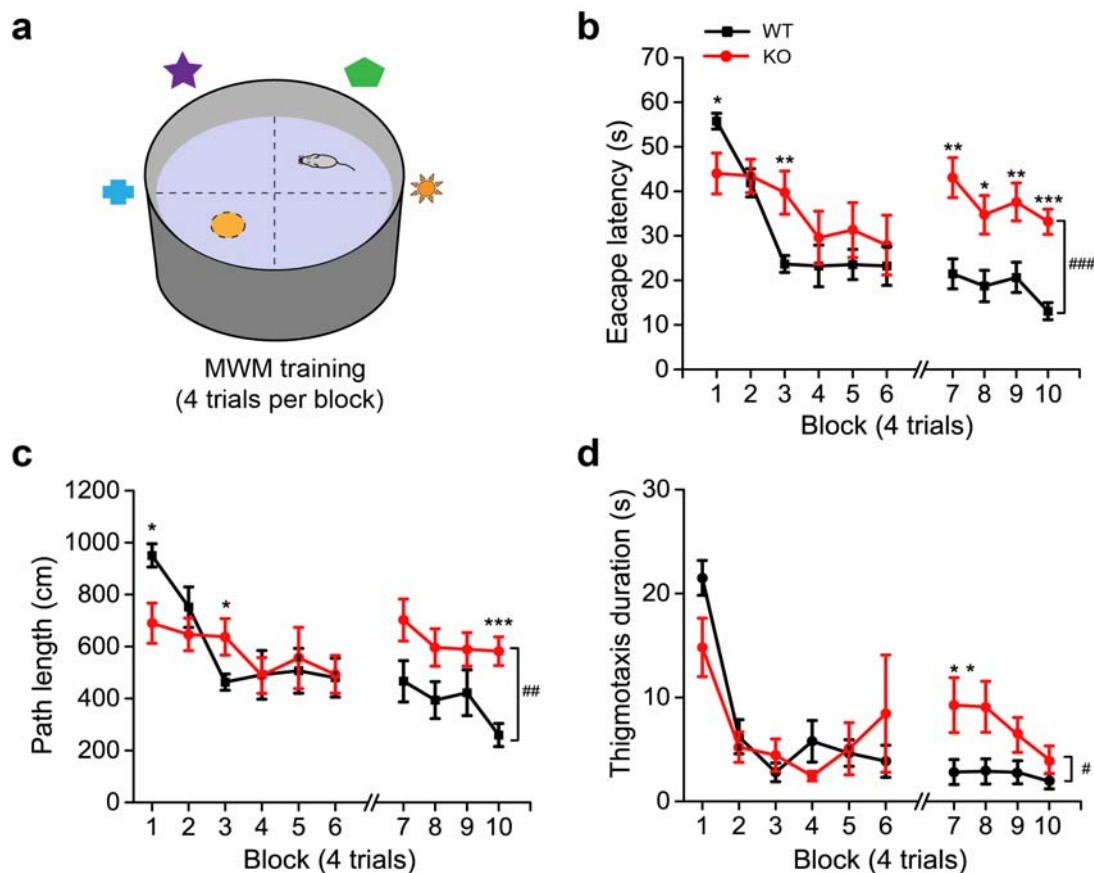 a
MWM training
(4 trials per block)
b
WT
KO
Eacape latency (s)
70
60
50
40
30
20
10
0
*
**
**
*
**
***
###
1 2 3 4 5 6 7 8 9 10
Block (4 trials)
c
Path length (cm)
1200
1000
800
600
400
200
0
*
*
***
##
1 2 3 4 5 6 7 8 9 10
Block (4 trials)
d
Thigmotaxis duration (s)
30
20
10
0
* *
#
1 2 3 4 5 6 7 8 9 10
Block (4 trials)